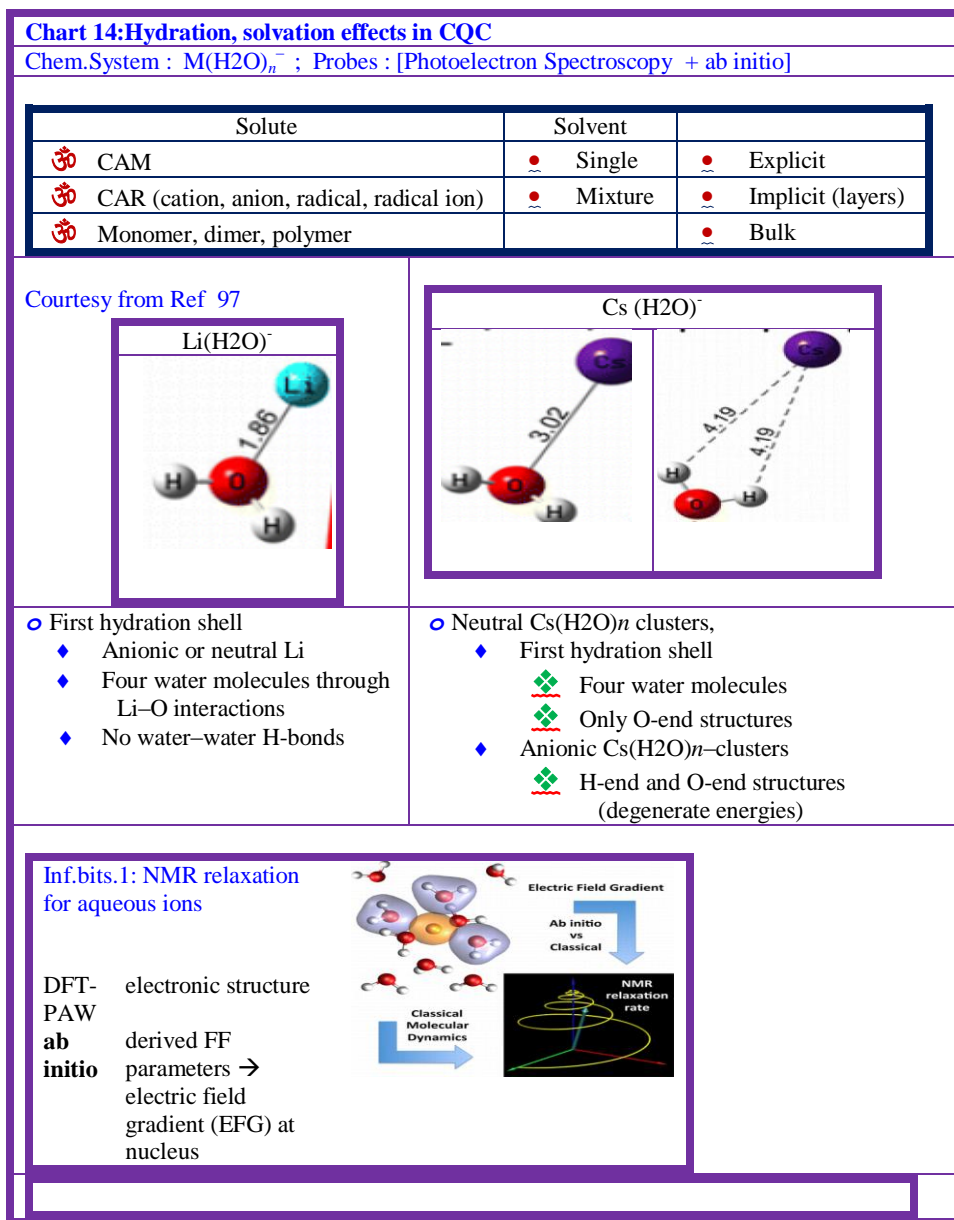 Chart 14:Hydration, solvation effects in CQC
Chem.System : M(H2O)n⁻ ; Probes : [Photoelectron Spectroscopy + ab initio]
Solute Solvent
ॐ CAM • Single • Explicit
ॐ CAR (cation, anion, radical, radical ion) • Mixture • Implicit (layers)
ॐ Monomer, dimer, polymer • Bulk
Courtesy from Ref 97
Li(H2O)⁻
Li
1.86
H
O
H
Cs (H2O)⁻
Cs
3.02
H
O
H
Cs
4.19
4.19
H
O
H
o First hydration shell
♦ Anionic or neutral Li
♦ Four water molecules through
Li–O interactions
♦ No water–water H-bonds
o Neutral Cs(H2O)n clusters,
♦ First hydration shell
❖ Four water molecules
❖ Only O-end structures
♦ Anionic Cs(H2O)n–clusters
❖ H-end and O-end structures
(degenerate energies)
Inf.bits.1: NMR relaxation
for aqueous ions
DFT- electronic structure
PAW
ab derived FF
initio parameters →
electric field
gradient (EFG) at
nucleus
Electric Field Gradient
Ab initio
vs
Classical
Classical
Molecular
Dynamics
NMR
relaxation
rate